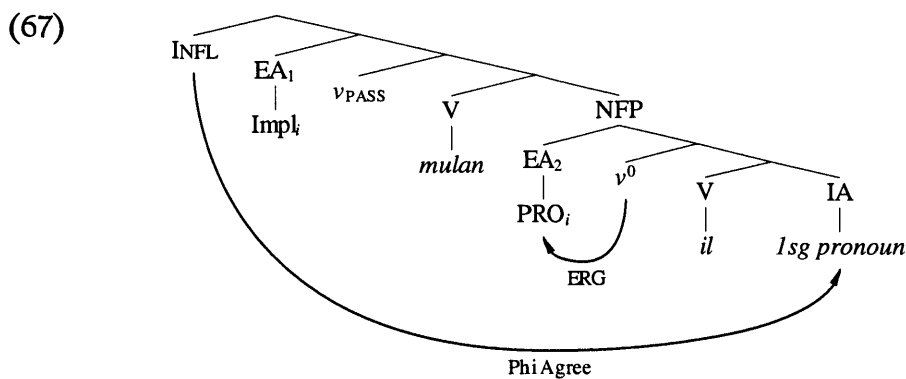 (67)
INFL
EA₁
Implᵢ
vPASS
V
mulan
NFP
EA₂
PROᵢ
v⁰
V
il
IA
1sg pronoun
ERG
Phi Agree